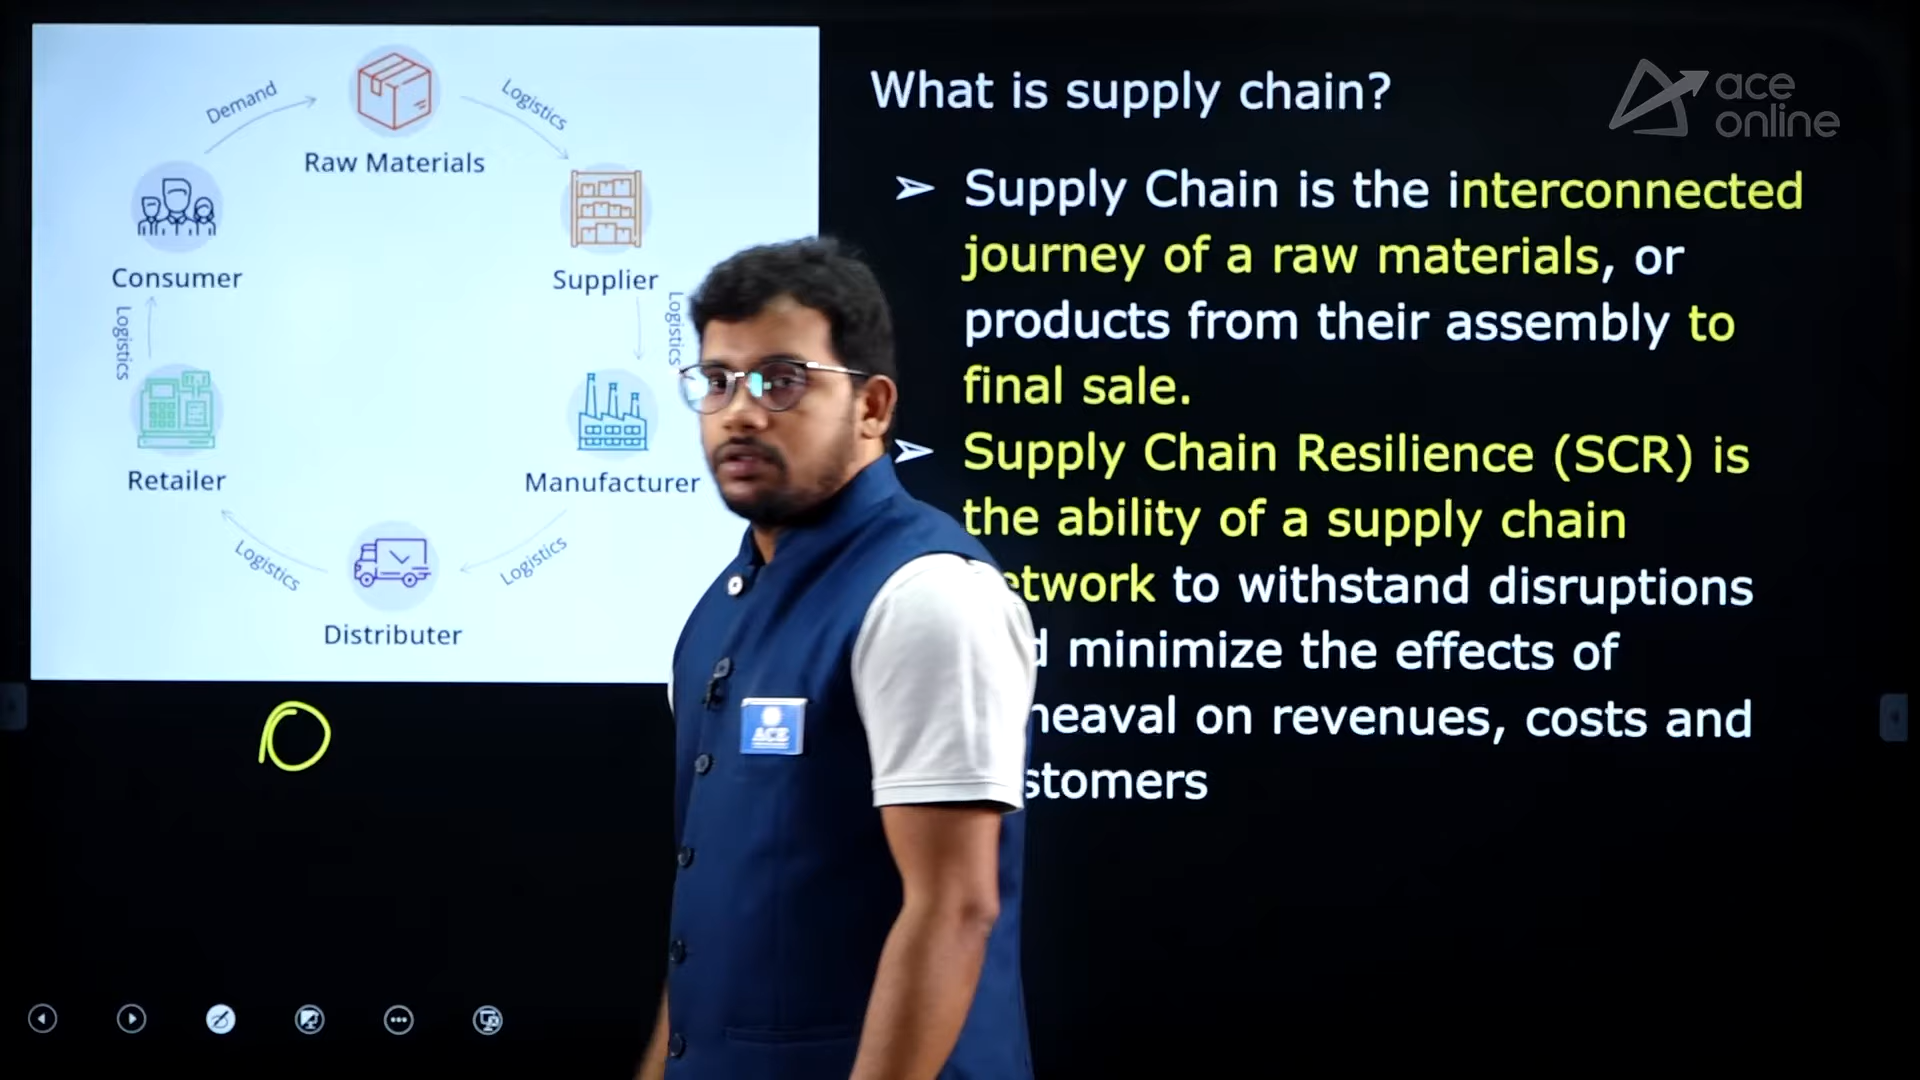 Demand
Logistics
Raw Materials
Consumer
Supplier
Logistics
Logistics
Retailer
Manufacturer
Logistics
Logistics
Distributer
What is supply chain?
ace
online
➢ Supply Chain is the interconnected
journey of a raw materials, or
products from their assembly to
final sale.
➢ Supply Chain Resilience (SCR) is
the ability of a supply chain
etwork to withstand disruptions
d minimize the effects of
heaval on revenues, costs and
stomers
ACE